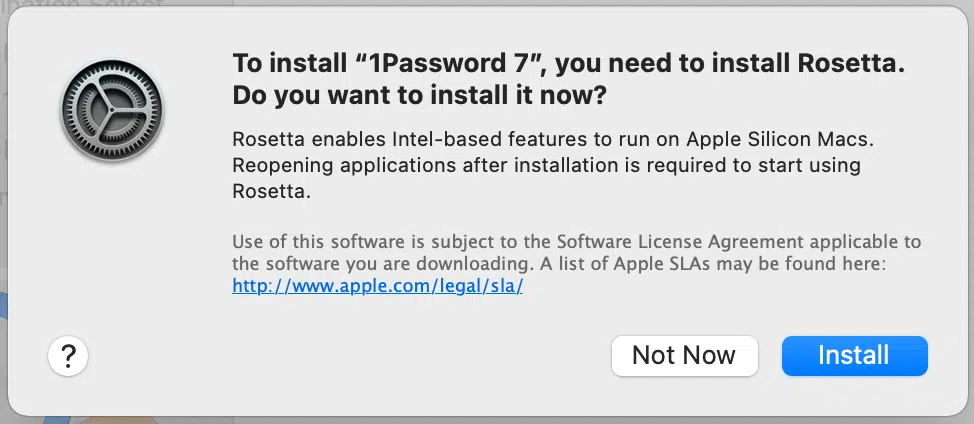 To install “1Password 7”, you need to install Rosetta.
Do you want to install it now?
Rosetta enables Intel-based features to run on Apple Silicon Macs.
Reopening applications after installation is required to start using
Rosetta.
Use of this software is subject to the Software License Agreement applicable to
the software you are downloading. A list of Apple SLAs may be found here:
http://www.apple.com/legal/sla/
?
Not Now
Install